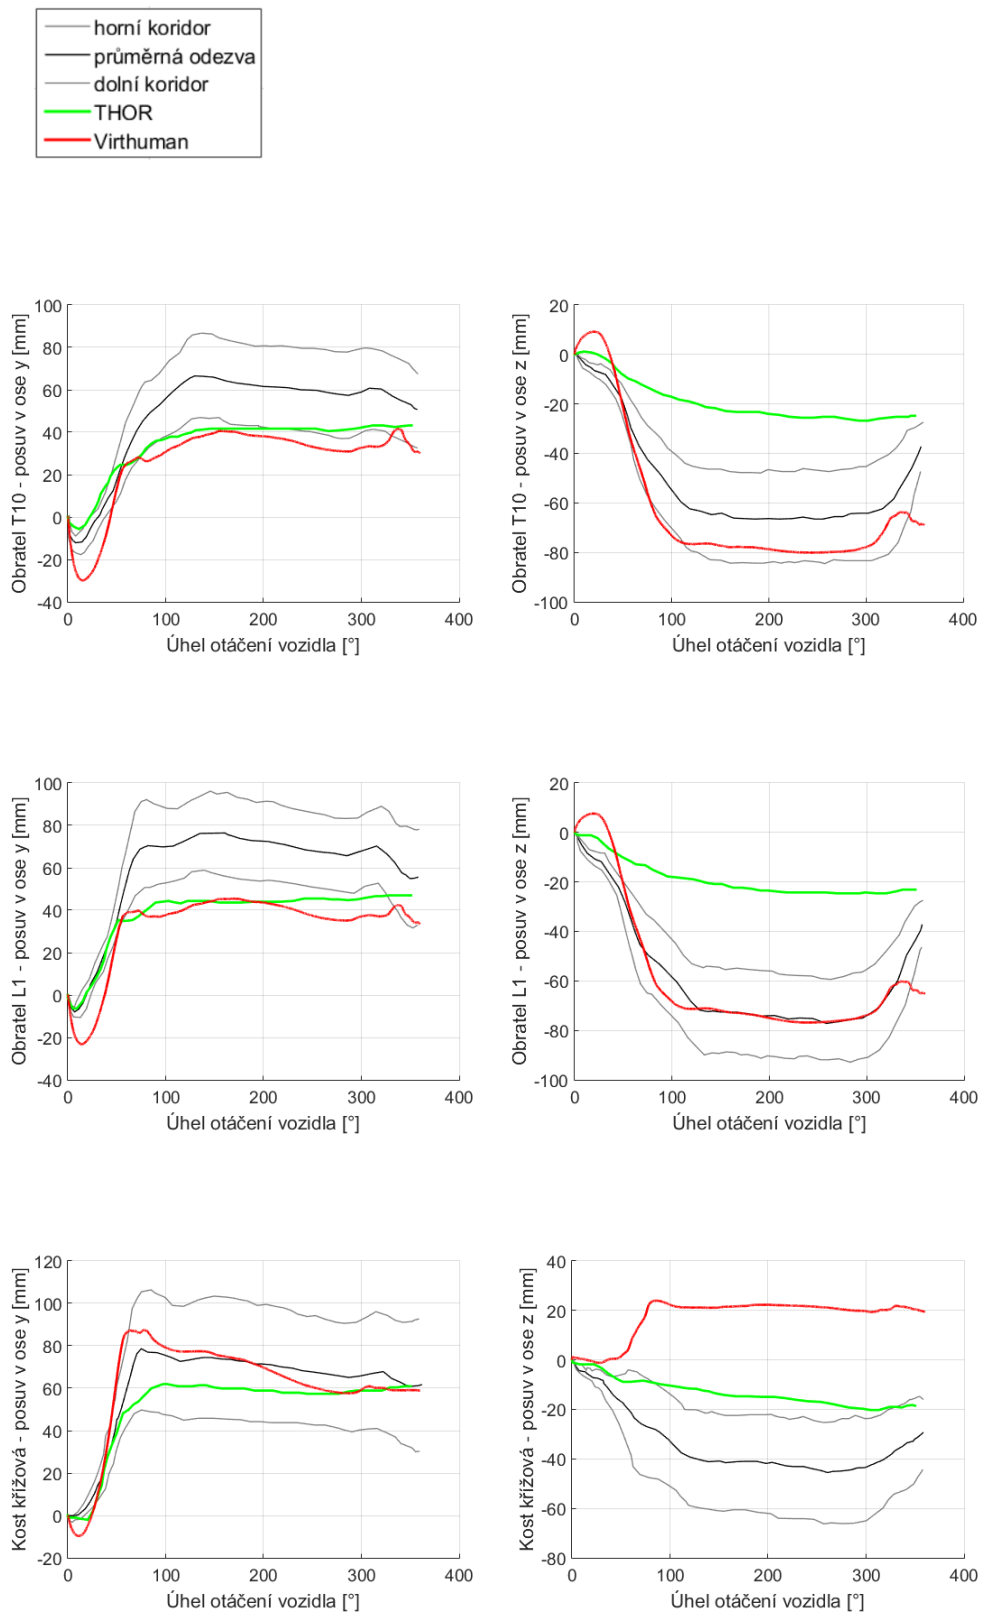 horní koridor
průměrná odezva
dolní koridor
THOR
Virthuman
Obratel T10 - posuv v ose y [mm]
100
80
60
40
20
0
-20
-40
0 100 200 300 400
Úhel otáčení vozidla [°]
Obratel T10 - posuv v ose z [mm]
20
0
-20
-40
-60
-80
-100
0 100 200 300 400
Úhel otáčení vozidla [°]
Obratel L1 - posuv v ose y [mm]
100
80
60
40
20
0
-20
-40
0 100 200 300 400
Úhel otáčení vozidla [°]
Obratel L1 - posuv v ose z [mm]
20
0
-20
-40
-60
-80
-100
0 100 200 300 400
Úhel otáčení vozidla [°]
Kost křížová - posuv v ose y [mm]
120
100
80
60
40
20
0
-20
0 100 200 300 400
Úhel otáčení vozidla [°]
Kost křížová - posuv v ose z [mm]
40
20
0
-20
-40
-60
-80
0 100 200 300 400
Úhel otáčení vozidla [°]